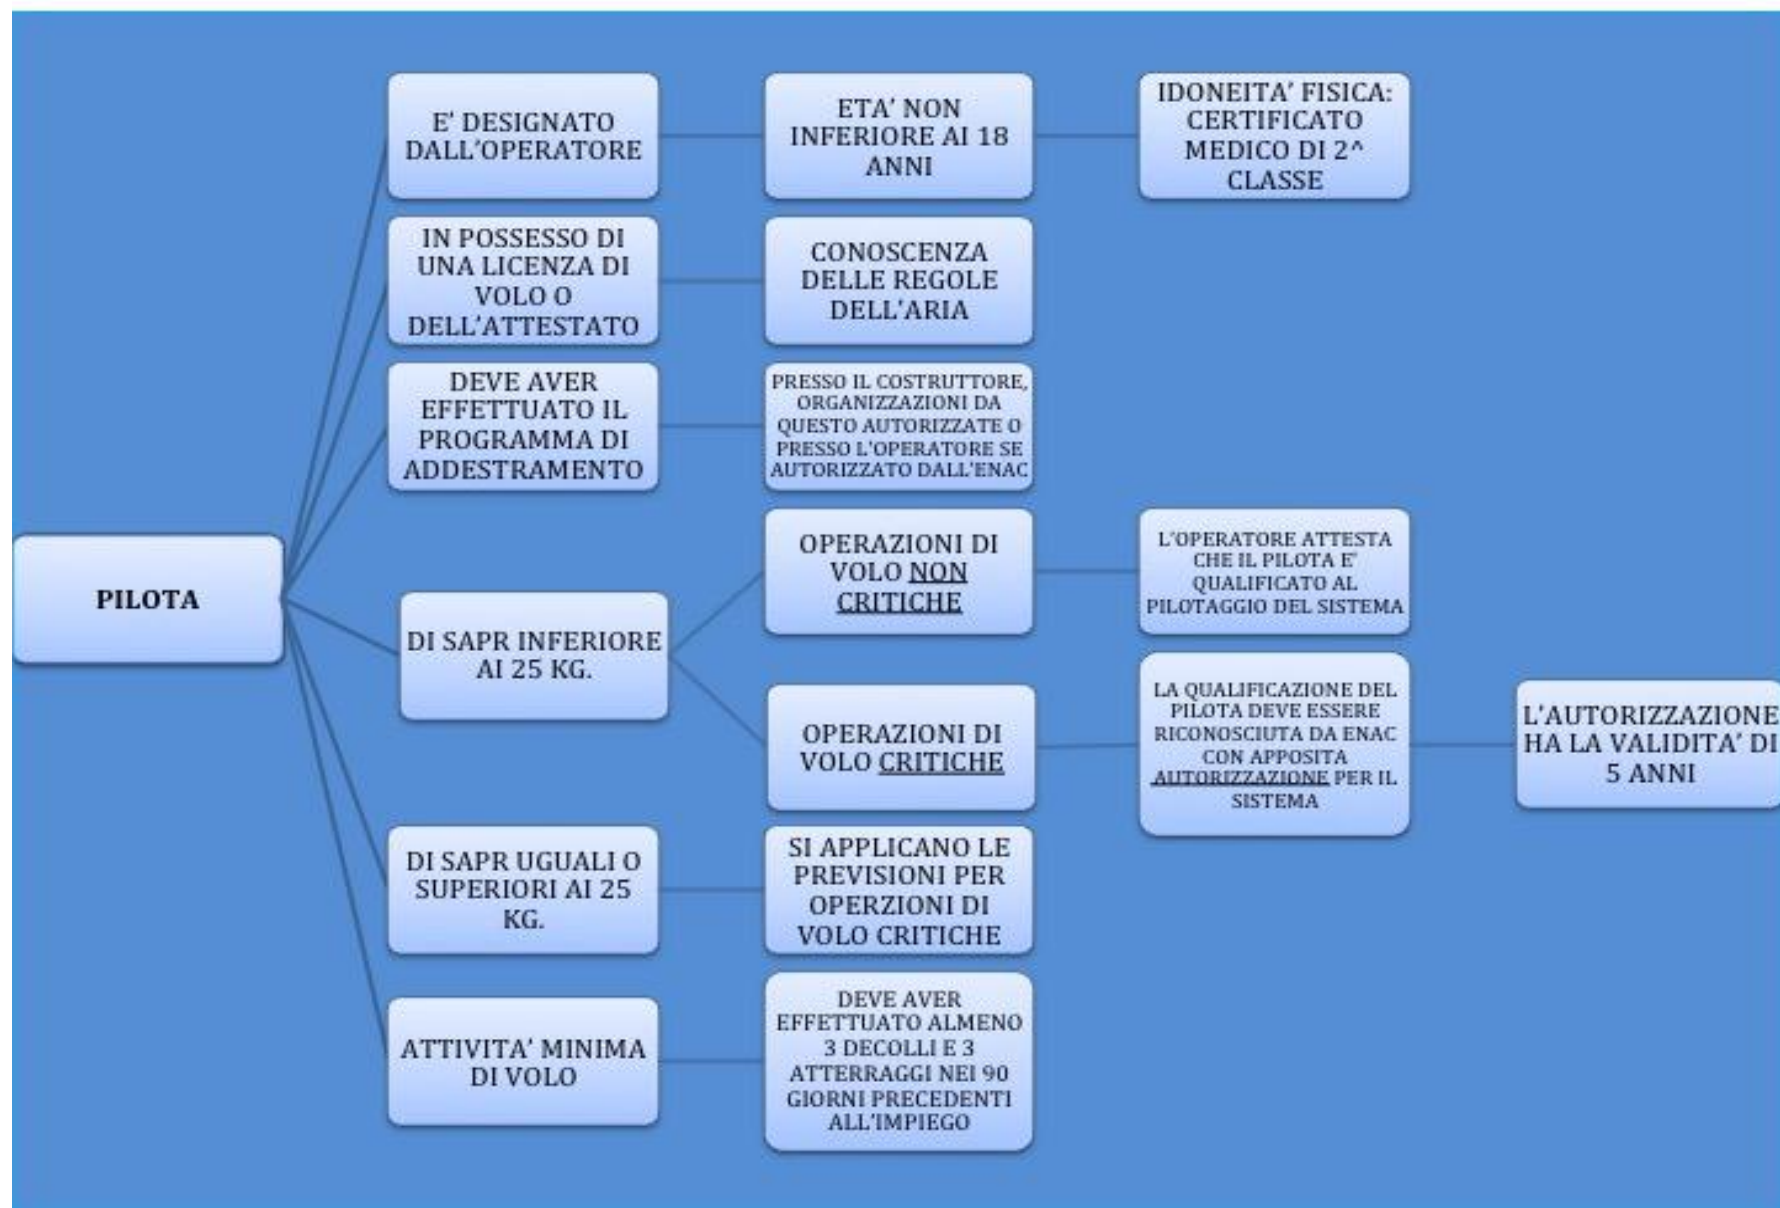 PILOTA
E' DESIGNATO
DALL'OPERATORE
ETA' NON
INFERIORE AI 18
ANNI
IDONEITA' FISICA:
CERTIFICATO
MEDICO DI 2^
CLASSE
IN POSSESSO DI
UNA LICENZA DI
VOLO O
DELL'ATTESTATO
CONOSCENZA
DELLE REGOLE
DELL'ARIA
DEVE AVER
EFFETTUATO IL
PROGRAMMA DI
ADDESTRAMENTO
PRESSO IL COSTRUTTORE,
ORGANIZZAZIONI DA
QUESTO AUTORIZZATE O
PRESSO L'OPERATORE SE
AUTORIZZATO DALL'ENAC
DI SAPR INFERIORE
AI 25 KG.
OPERAZIONI DI
VOLO NON
CRITICHE
L'OPERATORE ATTESTA
CHE IL PILOTA E'
QUALIFICATO AL
PILOTAGGIO DEL SISTEMA
OPERAZIONI DI
VOLO CRITICHE
LA QUALIFICAZIONE DEL
PILOTA DEVE ESSERE
RICONOSCIUTA DA ENAC
CON APPOSITA
AUTORIZZAZIONE PER IL
SISTEMA
L'AUTORIZZAZIONE
HA LA VALIDITA' DI
5 ANNI
DI SAPR UGUALI O
SUPERIORI AI 25
KG.
SI APPLICANO LE
PREVISIONI PER
OPERZIONI DI
VOLO CRITICHE
ATTIVITA' MINIMA
DI VOLO
DEVE AVER
EFFETTUATO ALMENO
3 DECOLLI E 3
ATTERRAGGI NEI 90
GIORNI PRECEDENTI
ALL'IMPIEGO